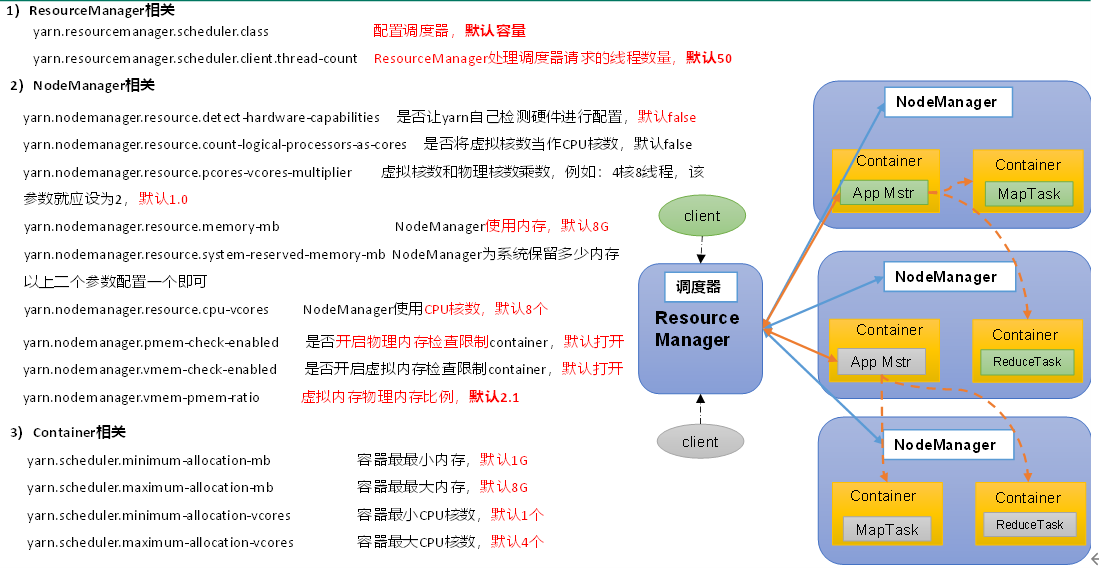 1）ResourceManager相关
yarn.resourcemanager.scheduler.class 配置调度器，默认容量
yarn.resourcemanager.scheduler.client.thread-count ResourceManager处理调度器请求的线程数量，默认50
2）NodeManager相关
yarn.nodemanager.resource.detect-hardware-capabilities 是否让yarn自己检测硬件进行配置，默认false
yarn.nodemanager.resource.count-logical-processors-as-cores 是否将虚拟核数当作CPU核数，默认false
yarn.nodemanager.resource.pcores-vcores-multiplier 虚拟核数和物理核数乘数，例如：4核8线程，该
参数就应设为2，默认1.0
yarn.nodemanager.resource.memory-mb NodeManager使用内存，默认8G
yarn.nodemanager.resource.system-reserved-memory-mb NodeManager为系统保留多少内存
以上二个参数配置一个即可
yarn.nodemanager.resource.cpu-vcores NodeManager使用CPU核数，默认8个
yarn.nodemanager.pmem-check-enabled 是否开启物理内存检查限制container，默认打开
yarn.nodemanager.vmem-check-enabled 是否开启虚拟内存检查限制container，默认打开
yarn.nodemanager.vmem-pmem-ratio 虚拟内存物理内存比例，默认2.1
3）Container相关
yarn.scheduler.minimum-allocation-mb 容器最最小内存，默认1G
yarn.scheduler.maximum-allocation-mb 容器最最大内存，默认8G
yarn.scheduler.minimum-allocation-vcores 容器最小CPU核数，默认1个
yarn.scheduler.maximum-allocation-vcores 容器最大CPU核数，默认4个
client
调度器
Resource
Manager
client
NodeManager
Container
App Mstr
Container
MapTask
NodeManager
Container
App Mstr
Container
ReduceTask
NodeManager
Container
MapTask
Container
ReduceTask